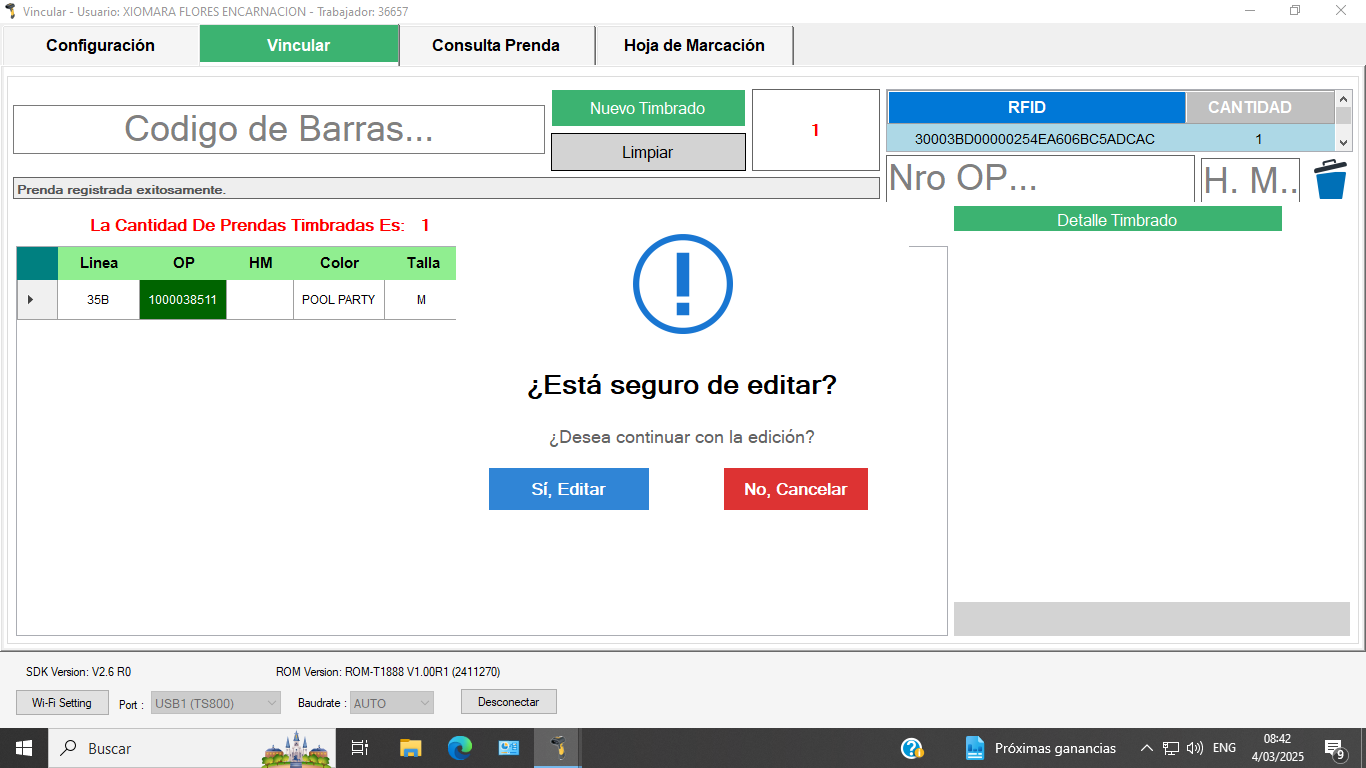 Vincular - Usuario: XIOMARA FLORES ENCARNACION - Trabajador: 36657
Configuración Vincular Consulta Prenda Hoja de Marcación
Codigo de Barras...
Nuevo Timbrado
Limpiar
1
RFID CANTIDAD
30003BD00000254EA606BC5ADCAC 1
Nro OP... H. M..
Prenda registrada exitosamente.
La Cantidad De Prendas Timbradas Es: 1
Detalle Timbrado
Linea OP HM Color Talla
35B 1000038511 POOL PARTY M
¿Está seguro de editar?
¿Desea continuar con la edición?
Sí, Editar No, Cancelar
SDK Version: V2.6 R0 ROM Version: ROM-T1888 V1.00R1 (2411270)
Wi-Fi Setting Port : USB1 (TS800) Baudrate : AUTO Desconectar
Buscar Próximas ganancias ENG 08:42
4/03/2025 9